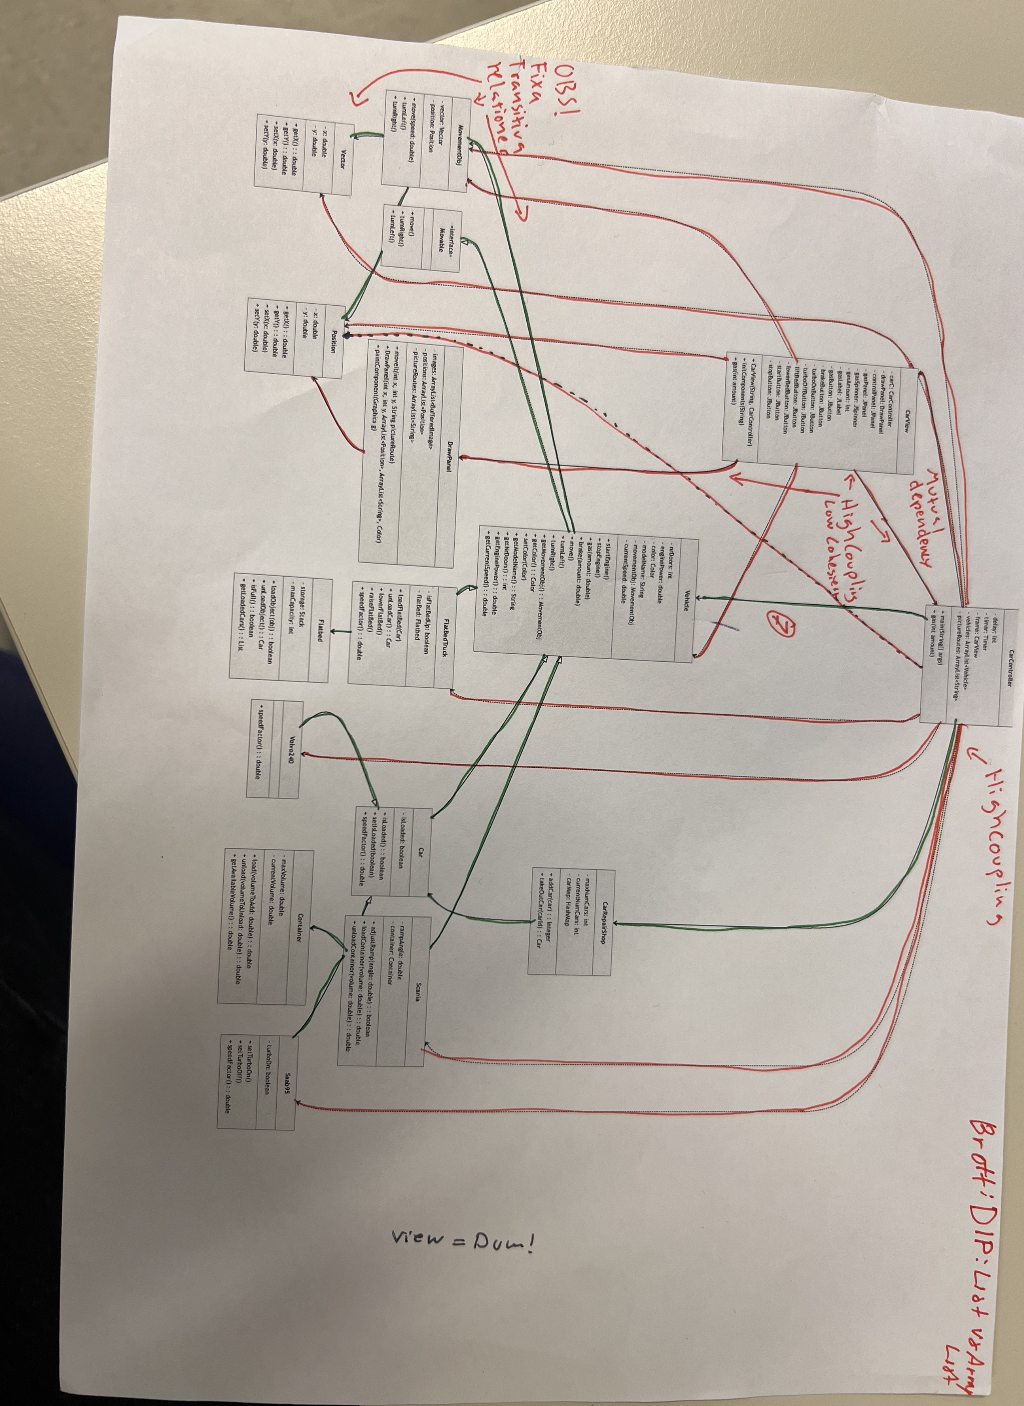 OBS!
Fixa
Transitiva
relationer
Mutual
dependency
High Coupling
Low Cohesion
High coupling
Brott: DIP: List vs Array
List
View = Dum!
CarController
- delay: int
- timer: Timer
- frame: CarView
- vehicles: ArrayList<Vehicle>
- pictureRoutes: ArrayList<String>
+ main(String[] args)
+ gas(int amount)
CarView
- carC: CarController
- drawPanel: DrawPanel
- controlPanel: JPanel
- gasPanel: JPanel
- gasSpinner: JSpinner
- gasAmount: int
- gasLabel: JLabel
- gasButton: JButton
- brakeButton: JButton
- turboOnButton: JButton
- turboOffButton: JButton
- liftBedButton: JButton
- lowerBedButton: JButton
- startButton: JButton
- stopButton: JButton
+ CarView(String, CarController)
+ initComponents(String)
+ gas(int amount)
MovementObj
- vector: Vector
- position: Position
+ move(speed: double)
+ turnLeft()
+ turnRight()
Vector
- x: double
- y: double
+ getX() : : double
+ getY() : : double
+ setX(x: double)
+ setY(y: double)
<interface>
Movable
+ move()
+ turnRight()
+ turnLeft()
Position
- x: double
- y: double
+ getX() : : double
+ getY() : : double
+ setX(x: double)
+ setY(y: double)
DrawPanel
- images: ArrayList<BufferedImage>
- positions: ArrayList<Position>
- pictureRoutes: ArrayList<String>
+ moveit(int x, int y, String pictureRoute)
+ DrawPanel(int x, int y, ArrayList<Position>, ArrayList<String>, Color)
+ paintComponent(Graphics g)
Vehicle
- nrDoors: int
- enginePower: double
- color: Color
- modelName: String
- movementObj: MovementObj
- currentSpeed: double
+ startEngine()
+ stopEngine()
+ gas(amount: double)
+ brake(amount: double)
+ move()
+ turnLeft()
+ turnRight()
+ getMovementObj() : : MovementObj
+ getColor() : : Color
+ setColor(Color)
+ getModelName() : : String
+ getNrDoors() : : int
+ getEnginePower() : : double
+ getCurrentSpeed() : : double
FlatBedTruck
- isFlatBedUp: boolean
- flatBed: FlatBed
+ loadFlatBed(Car)
+ unLoadCar() : : Car
+ lowerFlatBed()
+ raiseFlatBed()
+ speedFactor() : : double
FlatBed
- storage: Stack
- maxCapacity: int
+ loadObject(Obj) : : boolean
+ unLoadObject() : : Car
+ isFull() : : boolean
+ getLoadedCars() : : List
Volvo240
+ speedFactor() : : double
Car
- isLoaded: boolean
+ isLoaded() : : boolean
+ setIsLoaded(boolean)
+ speedFactor() : : double
CarRepairShop
- maxNumCars: int
- currentNumCars: int
- carMap: HashMap
+ addCar(car) : : Integer
+ takeOutCar(carId) : : Car
Container
- maxVolume: double
- currentVolume: double
+ load(volumeToAdd: double) : : double
+ unload(volumeToUnload: double) : : double
+ getAvailableVolume() : : double
Scania
- rampAngle: double
- container: Container
+ adjustRamp(angle: double) : : boolean
+ loadContainer(volume: double) : : double
+ unloadContainer(volume: double) : : double
Saab95
- turboOn: boolean
+ setTurboOn()
+ setTurboOff()
+ speedFactor() : : double